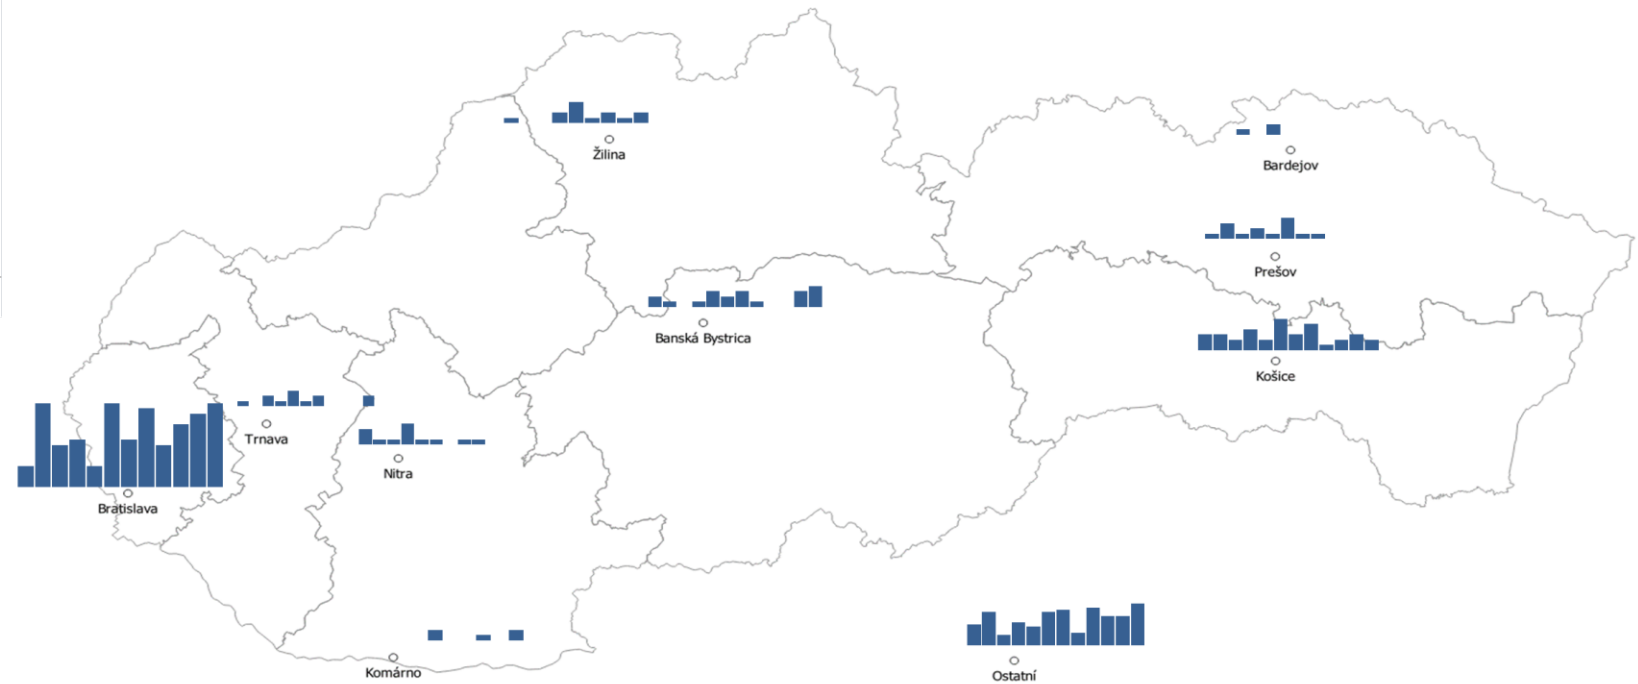 Žilina
Bardejov
Prešov
Banská Bystrica
Košice
Trnava
Nitra
Bratislava
Komárno
Ostatní